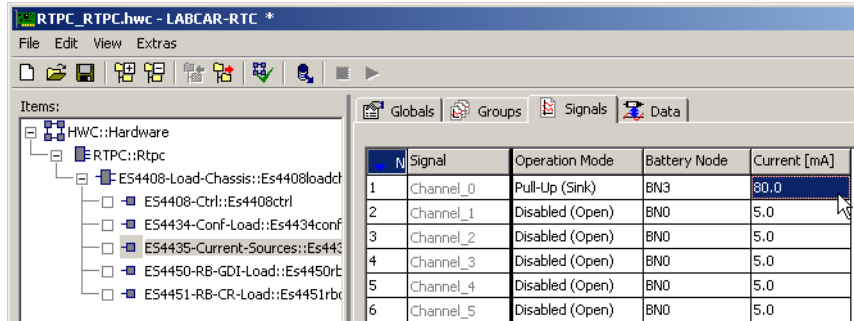 RTPC_RTPC.hwc - LABCAR-RTC *
File Edit View Extras
Items:
HWC::Hardware
RTPC::Rtpc
ES4408-Load-Chassis::Es4408loadch
ES4408-Ctrl::Es4408ctrl
ES4434-Conf-Load::Es4434conf
ES4435-Current-Sources::Es443
ES4450-RB-GDI-Load::Es4450rb
ES4451-RB-CR-Load::Es4451rbc
Globals Groups Signals Data
N Signal Operation Mode Battery Node Current [mA]
1 Channel_0 Pull-Up (Sink) BN3 80.0
2 Channel_1 Disabled (Open) BN0 5.0
3 Channel_2 Disabled (Open) BN0 5.0
4 Channel_3 Disabled (Open) BN0 5.0
5 Channel_4 Disabled (Open) BN0 5.0
6 Channel_5 Disabled (Open) BN0 5.0